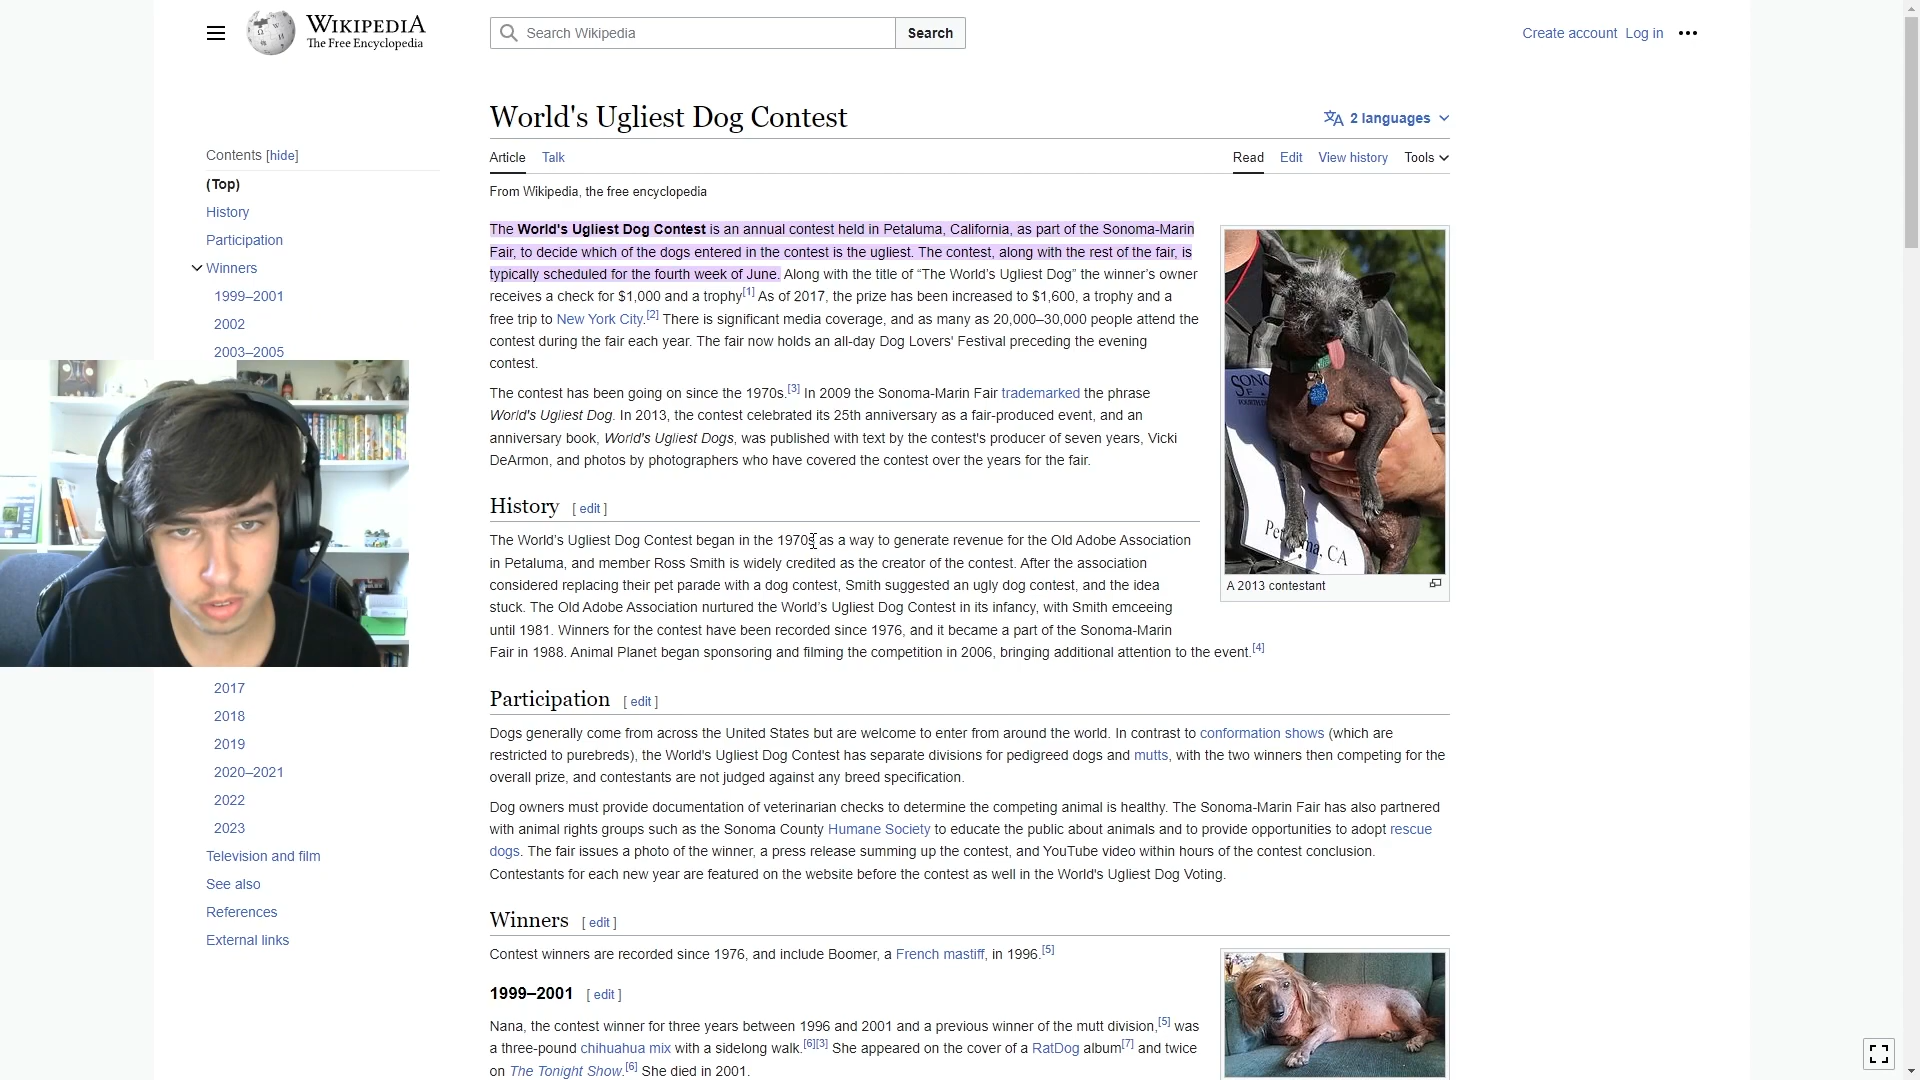 WIKIPEDIA
The Free Encyclopedia
Search Wikipedia
Search
Create account Log in
World's Ugliest Dog Contest
2 languages
Article Talk
Read Edit View history Tools
From Wikipedia, the free encyclopedia
Contents [hide]
(Top)
History
Participation
Winners
1999–2001
2002
2003–2005
2017
2018
2019
2020–2021
2022
2023
Television and film
See also
References
External links
The World's Ugliest Dog Contest is an annual contest held in Petaluma, California, as part of the Sonoma-Marin
Fair, to decide which of the dogs entered in the contest is the ugliest. The contest, along with the rest of the fair, is
typically scheduled for the fourth week of June. Along with the title of “The World’s Ugliest Dog” the winner’s owner
receives a check for $1,000 and a trophy[1] As of 2017, the prize has been increased to $1,600, a trophy and a
free trip to New York City.[2] There is significant media coverage, and as many as 20,000–30,000 people attend the
contest during the fair each year. The fair now holds an all-day Dog Lovers' Festival preceding the evening
contest.
The contest has been going on since the 1970s.[3] In 2009 the Sonoma-Marin Fair trademarked the phrase
World's Ugliest Dog. In 2013, the contest celebrated its 25th anniversary as a fair-produced event, and an
anniversary book, World's Ugliest Dogs, was published with text by the contest's producer of seven years, Vicki
DeArmon, and photos by photographers who have covered the contest over the years for the fair.
A 2013 contestant
History [ edit ]
The World’s Ugliest Dog Contest began in the 1970s as a way to generate revenue for the Old Adobe Association
in Petaluma, and member Ross Smith is widely credited as the creator of the contest. After the association
considered replacing their pet parade with a dog contest, Smith suggested an ugly dog contest, and the idea
stuck. The Old Adobe Association nurtured the World’s Ugliest Dog Contest in its infancy, with Smith emceeing
until 1981. Winners for the contest have been recorded since 1976, and it became a part of the Sonoma-Marin
Fair in 1988. Animal Planet began sponsoring and filming the competition in 2006, bringing additional attention to the event.[4]
Participation [ edit ]
Dogs generally come from across the United States but are welcome to enter from around the world. In contrast to conformation shows (which are
restricted to purebreds), the World's Ugliest Dog Contest has separate divisions for pedigreed dogs and mutts, with the two winners then competing for the
overall prize, and contestants are not judged against any breed specification.
Dog owners must provide documentation of veterinarian checks to determine the competing animal is healthy. The Sonoma-Marin Fair has also partnered
with animal rights groups such as the Sonoma County Humane Society to educate the public about animals and to provide opportunities to adopt rescue
dogs. The fair issues a photo of the winner, a press release summing up the contest, and YouTube video within hours of the contest conclusion.
Contestants for each new year are featured on the website before the contest as well in the World's Ugliest Dog Voting.
Winners [ edit ]
Contest winners are recorded since 1976, and include Boomer, a French mastiff, in 1996.[5]
1999–2001 [ edit ]
Nana, the contest winner for three years between 1996 and 2001 and a previous winner of the mutt division,[5] was
a three-pound chihuahua mix with a sidelong walk.[6][3] She appeared on the cover of a RatDog album[7] and twice
on The Tonight Show.[6] She died in 2001.